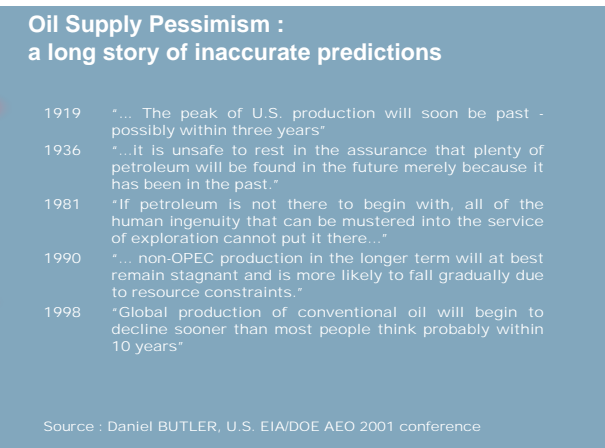 Oil Supply Pessimism :
a long story of inaccurate predictions
1919 "... The peak of U.S. production will soon be past -
possibly within three years"
1936 "...it is unsafe to rest in the assurance that plenty of
petroleum will be found in the future merely because it
has been in the past."
1981 "If petroleum is not there to begin with, all of the
human ingenuity that can be mustered into the service
of exploration cannot put it there..."
1990 "... non-OPEC production in the longer term will at best
remain stagnant and is more likely to fall gradually due
to resource constraints."
1998 "Global production of conventional oil will begin to
decline sooner than most people think probably within
10 years"
Source : Daniel BUTLER, U.S. EIA/DOE AEO 2001 conference